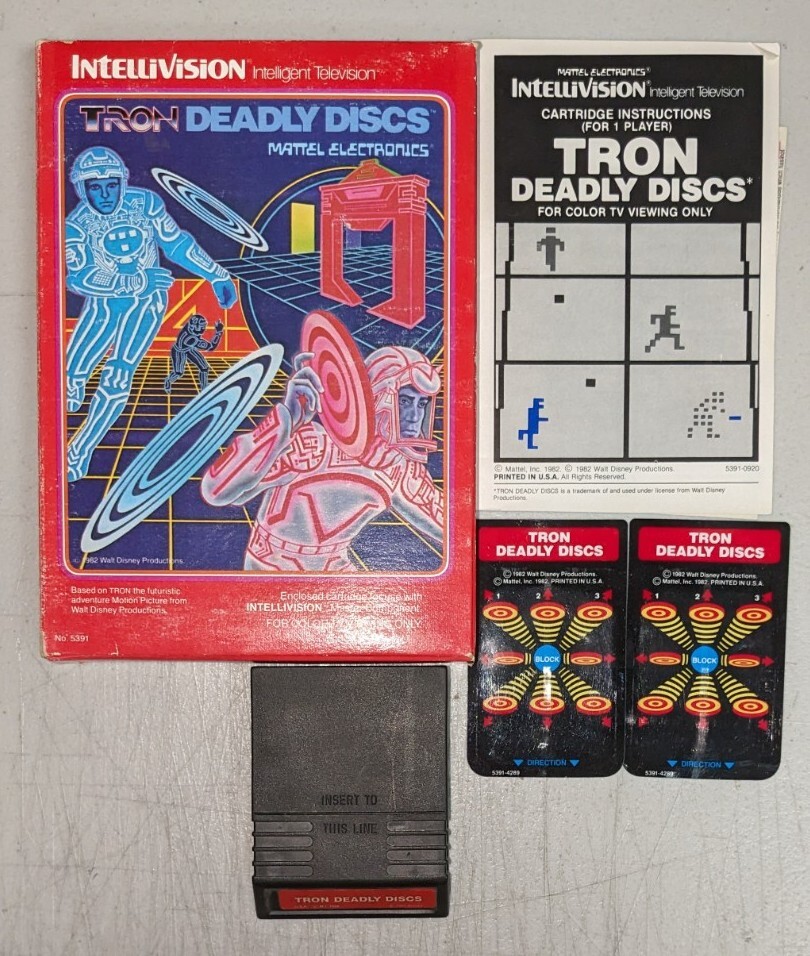 INTELLIVISION Intelligent Television
TRON DEADLY DISCS™
MATTEL ELECTRONICS®
© 1982 Walt Disney Productions.
Based on TRON the futuristic
adventure Motion Picture from
Walt Disney Productions.
Enclosed cartridge for use with
INTELLIVISION Master Component
FOR COLOR TV VIEWING ONLY
No. 5391
MATTEL ELECTRONICS®
INTELLIVISION® Intelligent Television
CARTRIDGE INSTRUCTIONS
(FOR 1 PLAYER)
TRON
DEADLY DISCS*
FOR COLOR TV VIEWING ONLY
© Mattel, Inc. 1982. © 1982 Walt Disney Productions. 5391-0920
PRINTED IN U.S.A. All Rights Reserved.
*TRON DEADLY DISCS is a trademark of and used under license from Walt Disney
Productions.
TRON
DEADLY DISCS
© 1982 Walt Disney Productions.
© Mattel, Inc. 1982. PRINTED IN U.S.A.
1 2 3
BLOCK
DIRECTION
5391-4289
TRON
DEADLY DISCS
© 1982 Walt Disney Productions.
© Mattel, Inc. 1982. PRINTED IN U.S.A.
1 2 3
BLOCK
DIRECTION
5391-4289
INSERT TO
THIS LINE
TRON DEADLY DISCS